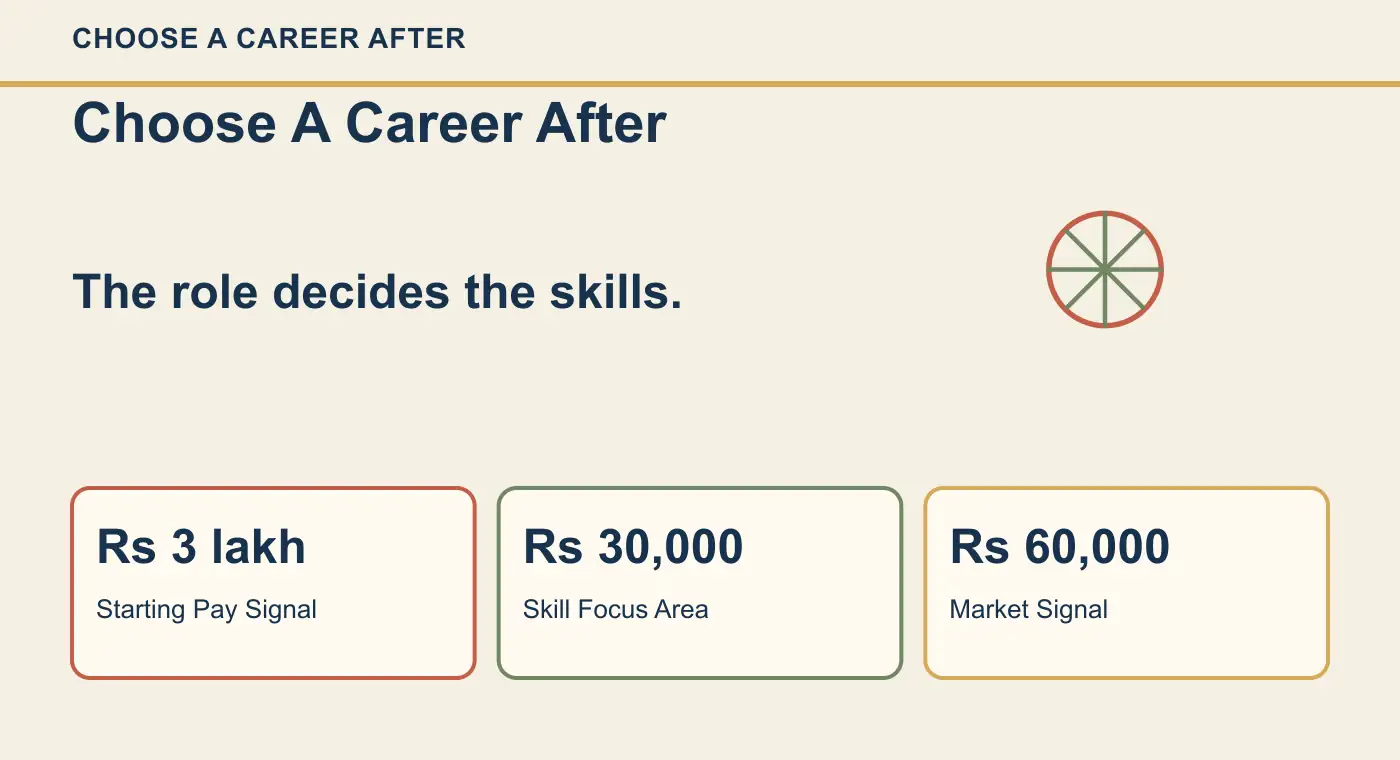 CHOOSE A CAREER AFTER
Choose A Career After
The role decides the skills.
Rs 3 lakh
Starting Pay Signal
Rs 30,000
Skill Focus Area
Rs 60,000
Market Signal